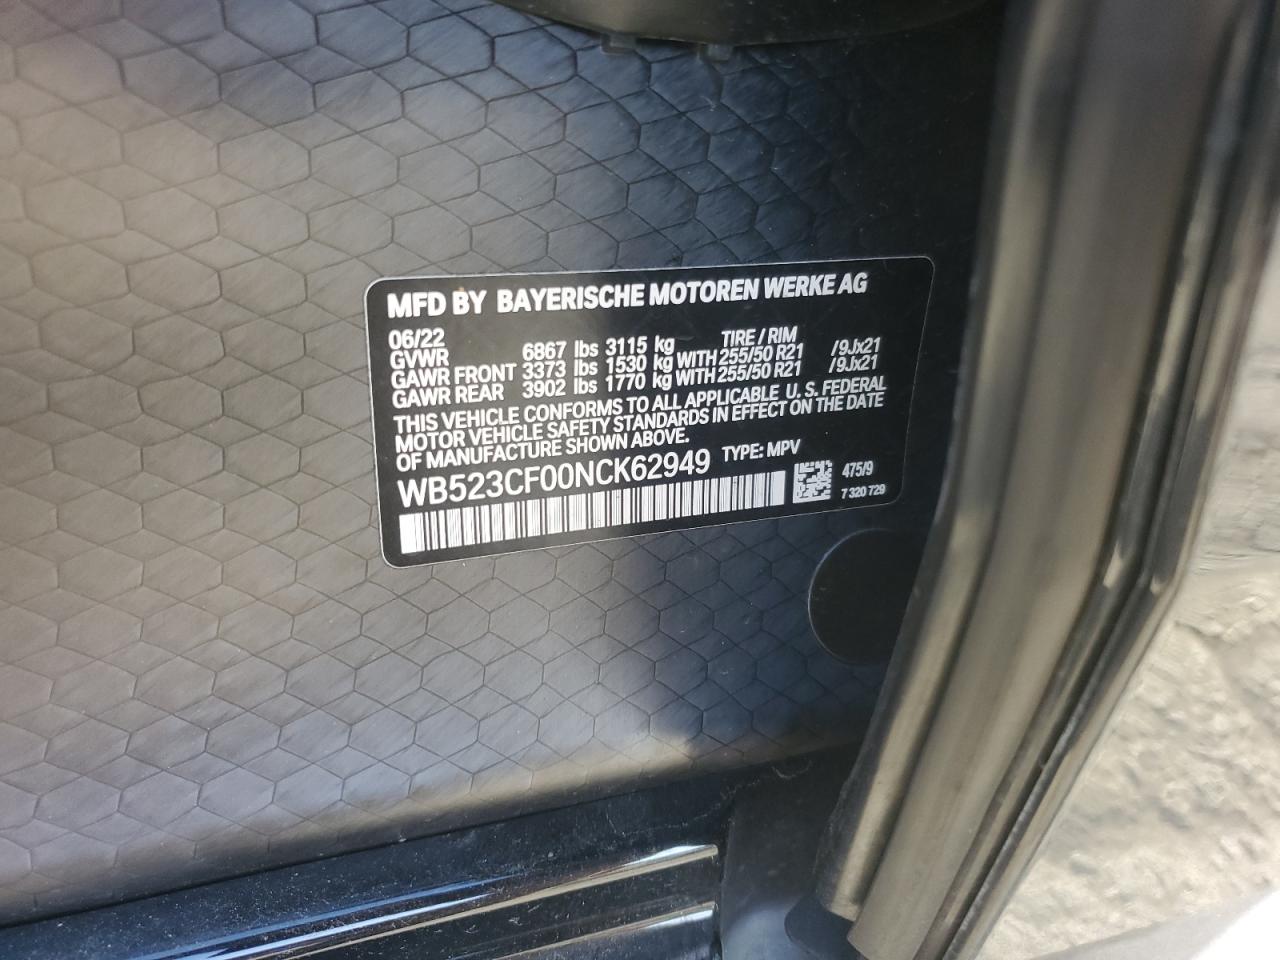 MFD BY BAYERISCHE MOTOREN WERKE AG
06/22 TIRE / RIM
GVWR 6867 lbs 3115 kg
GAWR FRONT 3373 lbs 1530 kg WITH 255/50 R21 /9Jx21
GAWR REAR 3902 lbs 1770 kg WITH 255/50 R21 /9Jx21
THIS VEHICLE CONFORMS TO ALL APPLICABLE U. S. FEDERAL
MOTOR VEHICLE SAFETY STANDARDS IN EFFECT ON THE DATE
OF MANUFACTURE SHOWN ABOVE.
WB523CF00NCK62949 TYPE: MPV
475/9
7 320 729